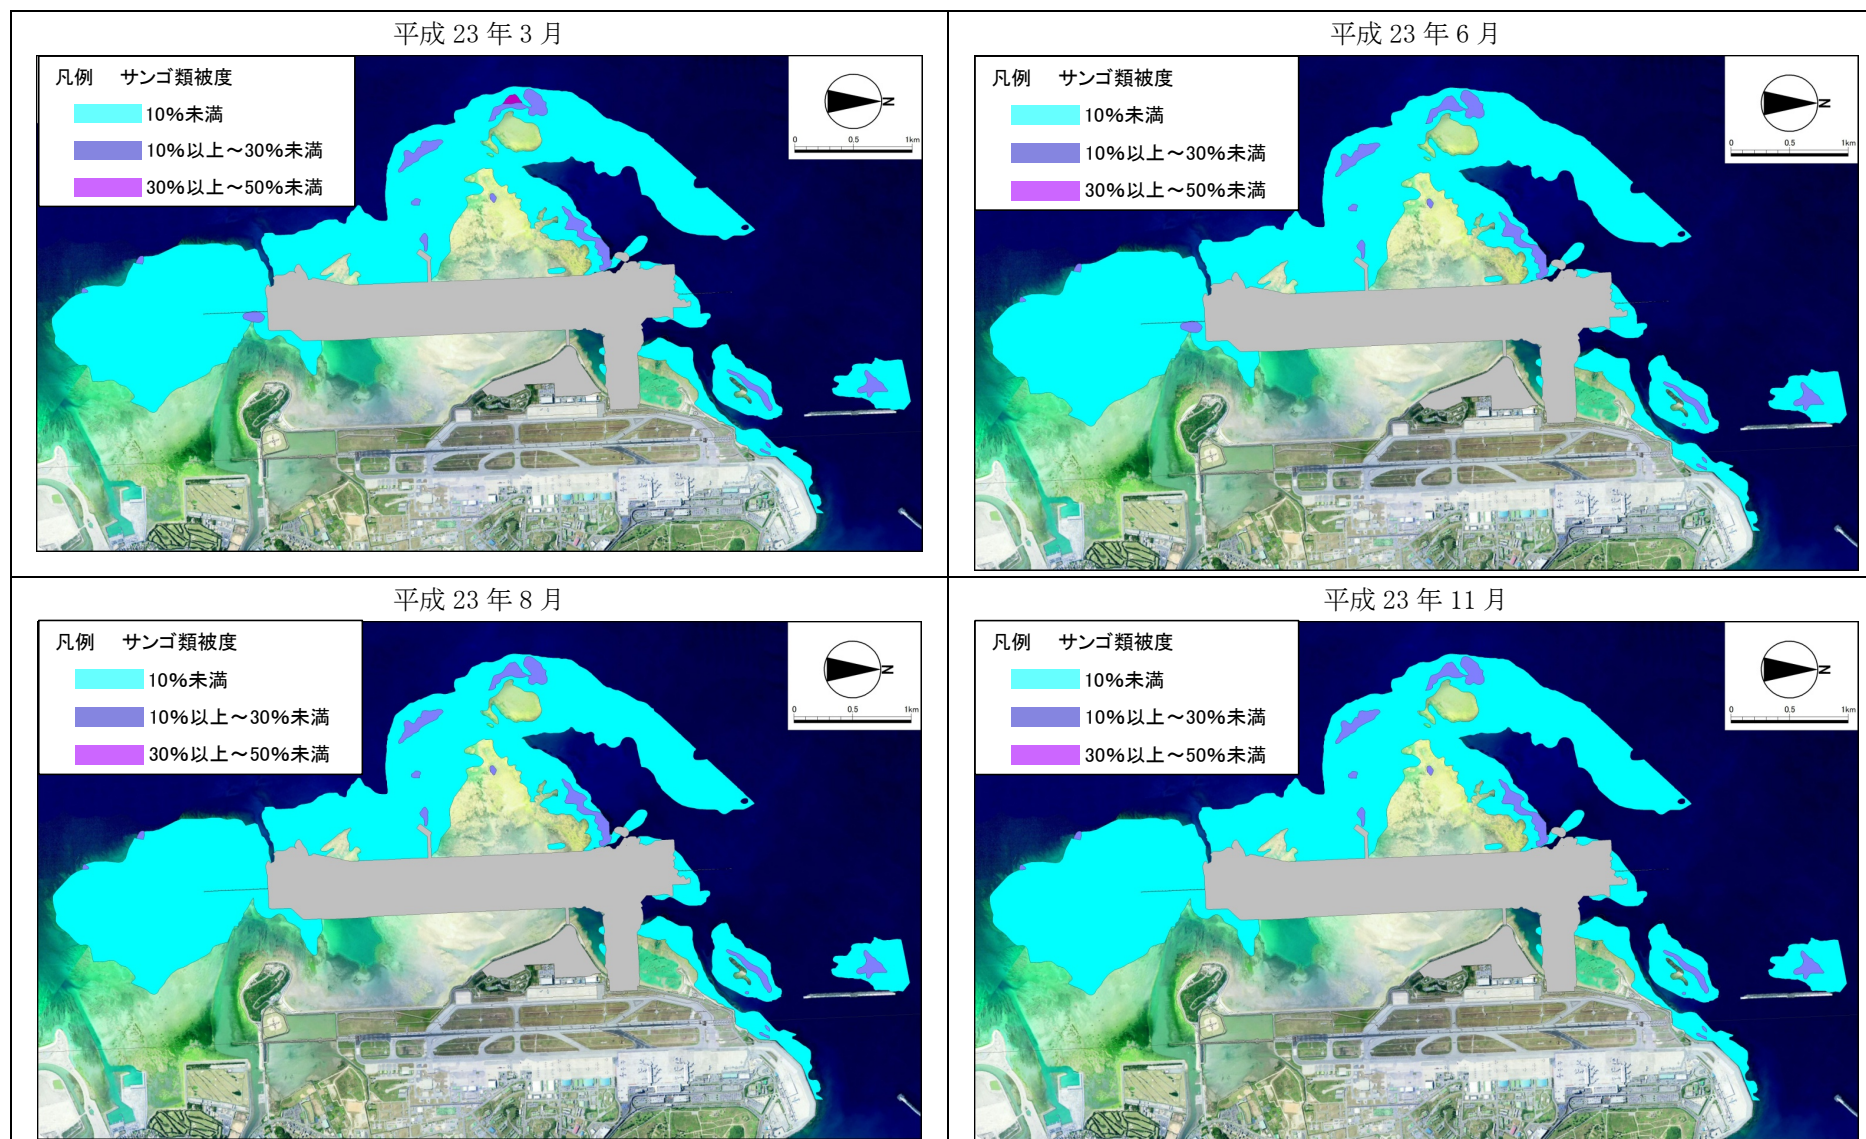 平成 23 年 3 月
凡例 サンゴ類被度
10%未満
10%以上～30%未満
30%以上～50%未満
N
0 0.5 1km
平成 23 年 6 月
凡例 サンゴ類被度
10%未満
10%以上～30%未満
30%以上～50%未満
N
0 0.5 1km
平成 23 年 8 月
凡例 サンゴ類被度
10%未満
10%以上～30%未満
30%以上～50%未満
N
0 0.5 1km
平成 23 年 11 月
凡例 サンゴ類被度
10%未満
10%以上～30%未満
30%以上～50%未満
N
0 0.5 1km